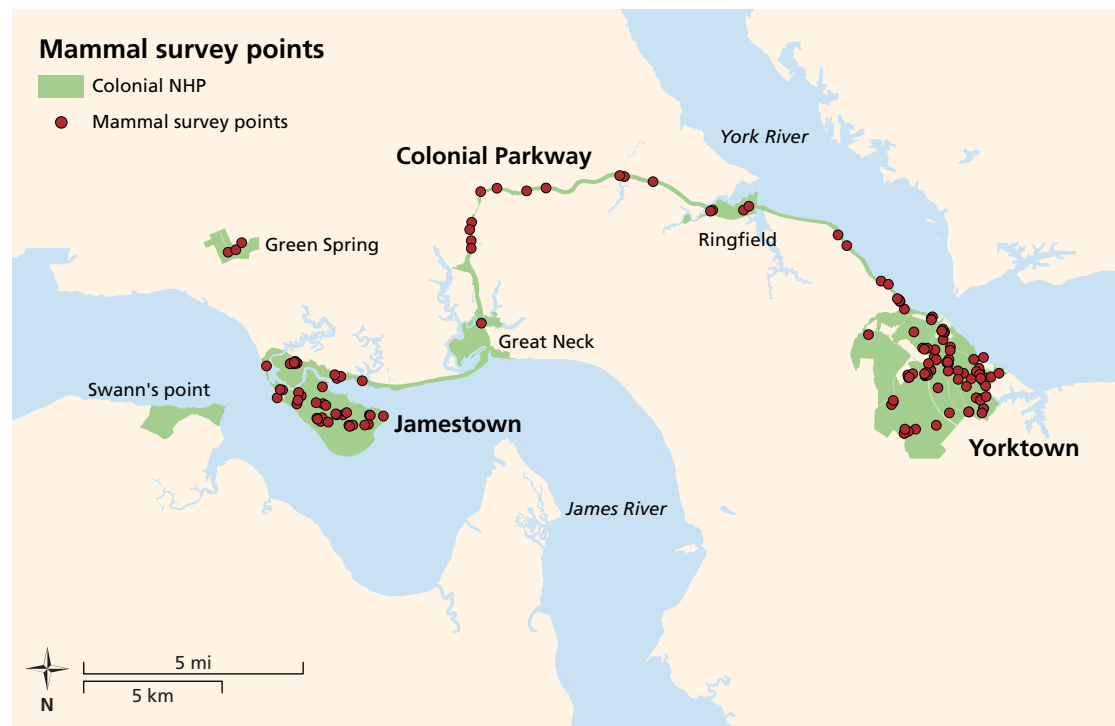 Mammal survey points
Colonial NHP
Mammal survey points
York River
Colonial Parkway
Green Spring
Ringfield
Great Neck
Swann's point
Jamestown
Yorktown
James River
5 mi
5 km
N